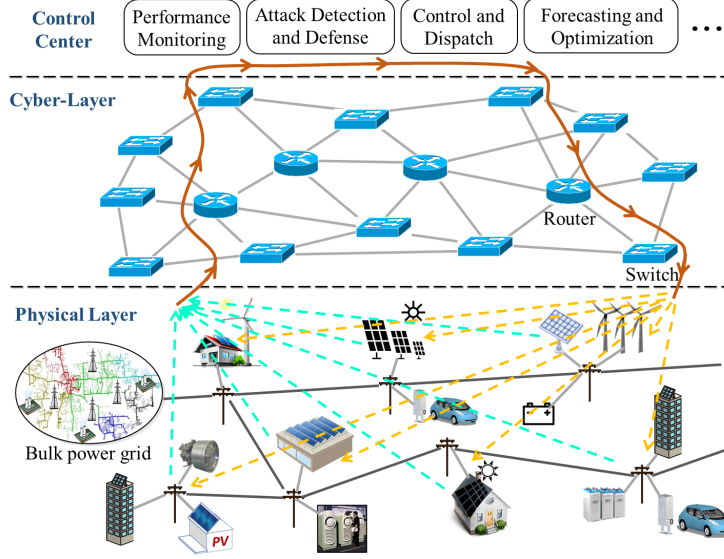 Control
Center
Performance
Monitoring
Attack Detection
and Defense
Control and
Dispatch
Forecasting and
Optimization
...
Cyber-Layer
Router
Switch
Physical Layer
Bulk power grid
PV